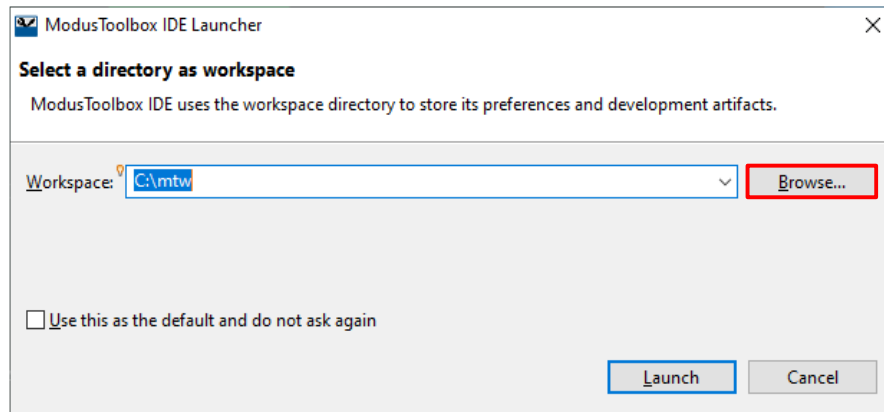 ModusToolbox IDE Launcher
Select a directory as workspace
ModusToolbox IDE uses the workspace directory to store its preferences and development artifacts.
Workspace: C:\mtw Browse...
Use this as the default and do not ask again
Launch Cancel